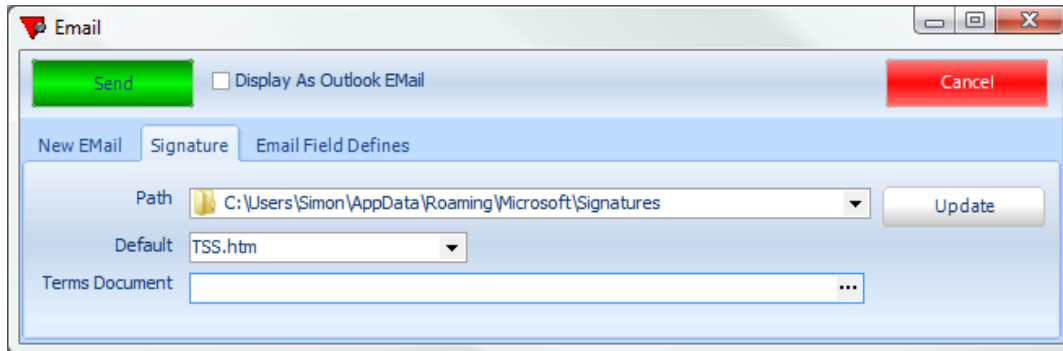 Email
Send
Display As Outlook EMail
Cancel
New EMail
Signature
Email Field Defines
Path
C:\Users\Simon\AppData\Roaming\Microsoft\Signatures
Update
Default
TSS.htm
Terms Document
...